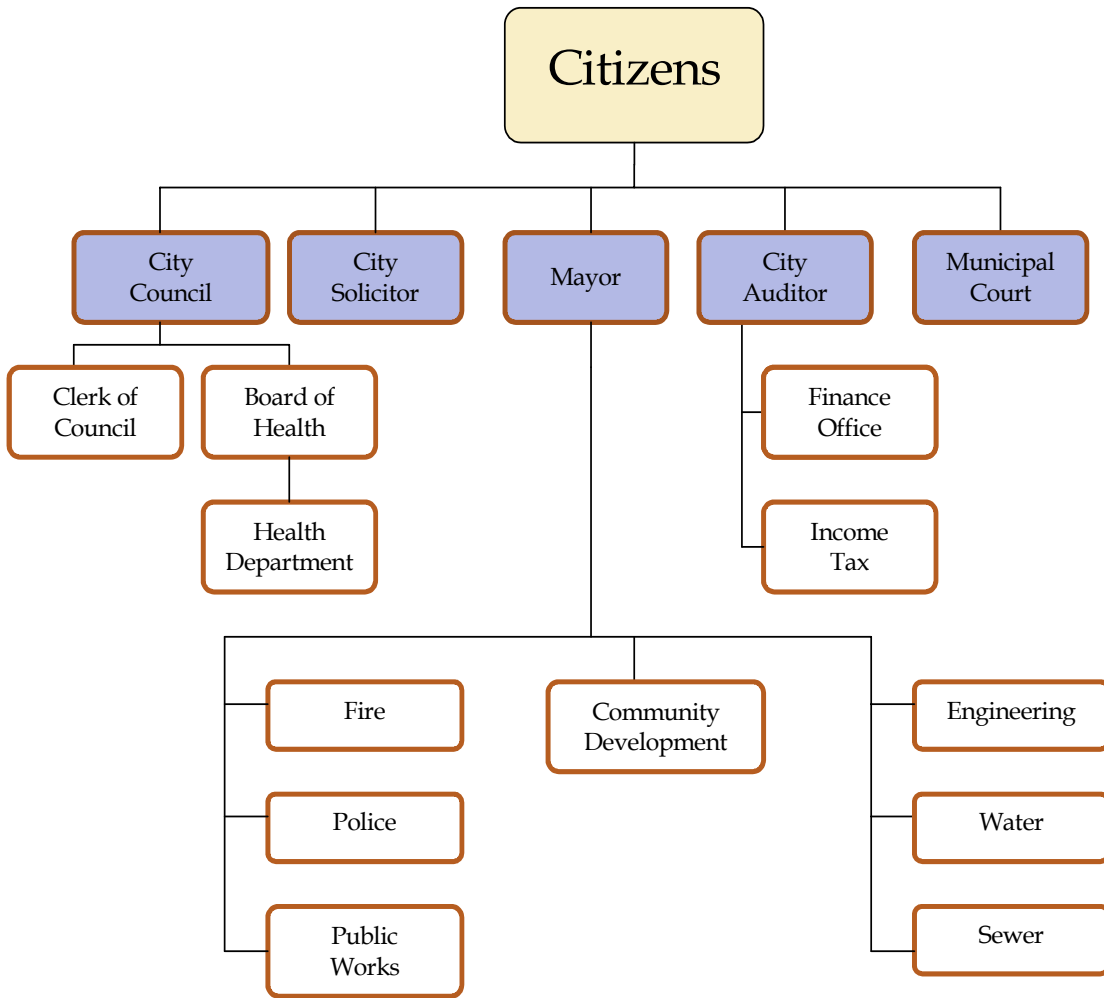 Citizens
City
Council
City
Solicitor
Mayor
City
Auditor
Municipal
Court
Clerk of
Council
Board of
Health
Finance
Office
Health
Department
Income
Tax
Fire
Community
Development
Engineering
Police
Water
Public
Works
Sewer